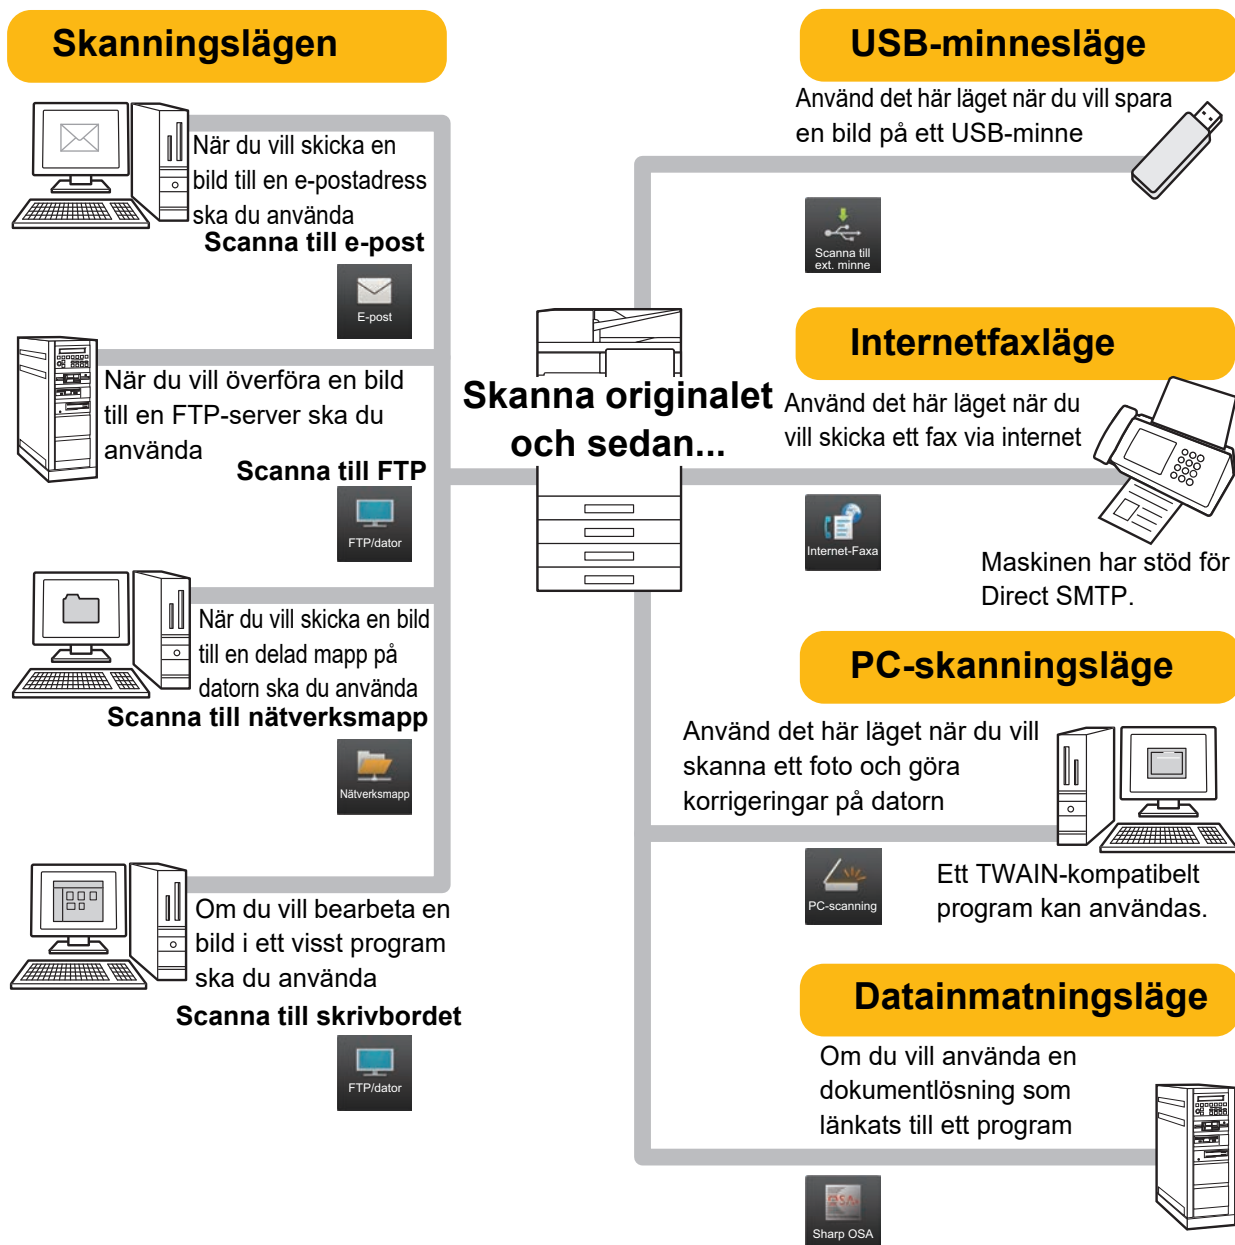 Skanningslägen
När du vill skicka en
bild till en e-postadress
ska du använda
Scanna till e-post
E-post
När du vill överföra en bild
till en FTP-server ska du
använda
Scanna till FTP
FTP/dator
När du vill skicka en bild
till en delad mapp på
datorn ska du använda
Scanna till nätverksmapp
Nätverksmapp
Om du vill bearbeta en
bild i ett visst program
ska du använda
Scanna till skrivbordet
FTP/dator
Skanna originalet
och sedan...
USB-minnesläge
Använd det här läget när du vill spara
en bild på ett USB-minne
Scanna till
ext. minne
Internetfaxläge
Använd det här läget när du
vill skicka ett fax via internet
Internet-Faxa
Maskinen har stöd för
Direct SMTP.
PC-skanningsläge
Använd det här läget när du vill
skanna ett foto och göra
korrigeringar på datorn
PC-scanning
Ett TWAIN-kompatibelt
program kan användas.
Datainmatningsläge
Om du vill använda en
dokumentlösning som
länkats till ett program
OSA
Sharp OSA